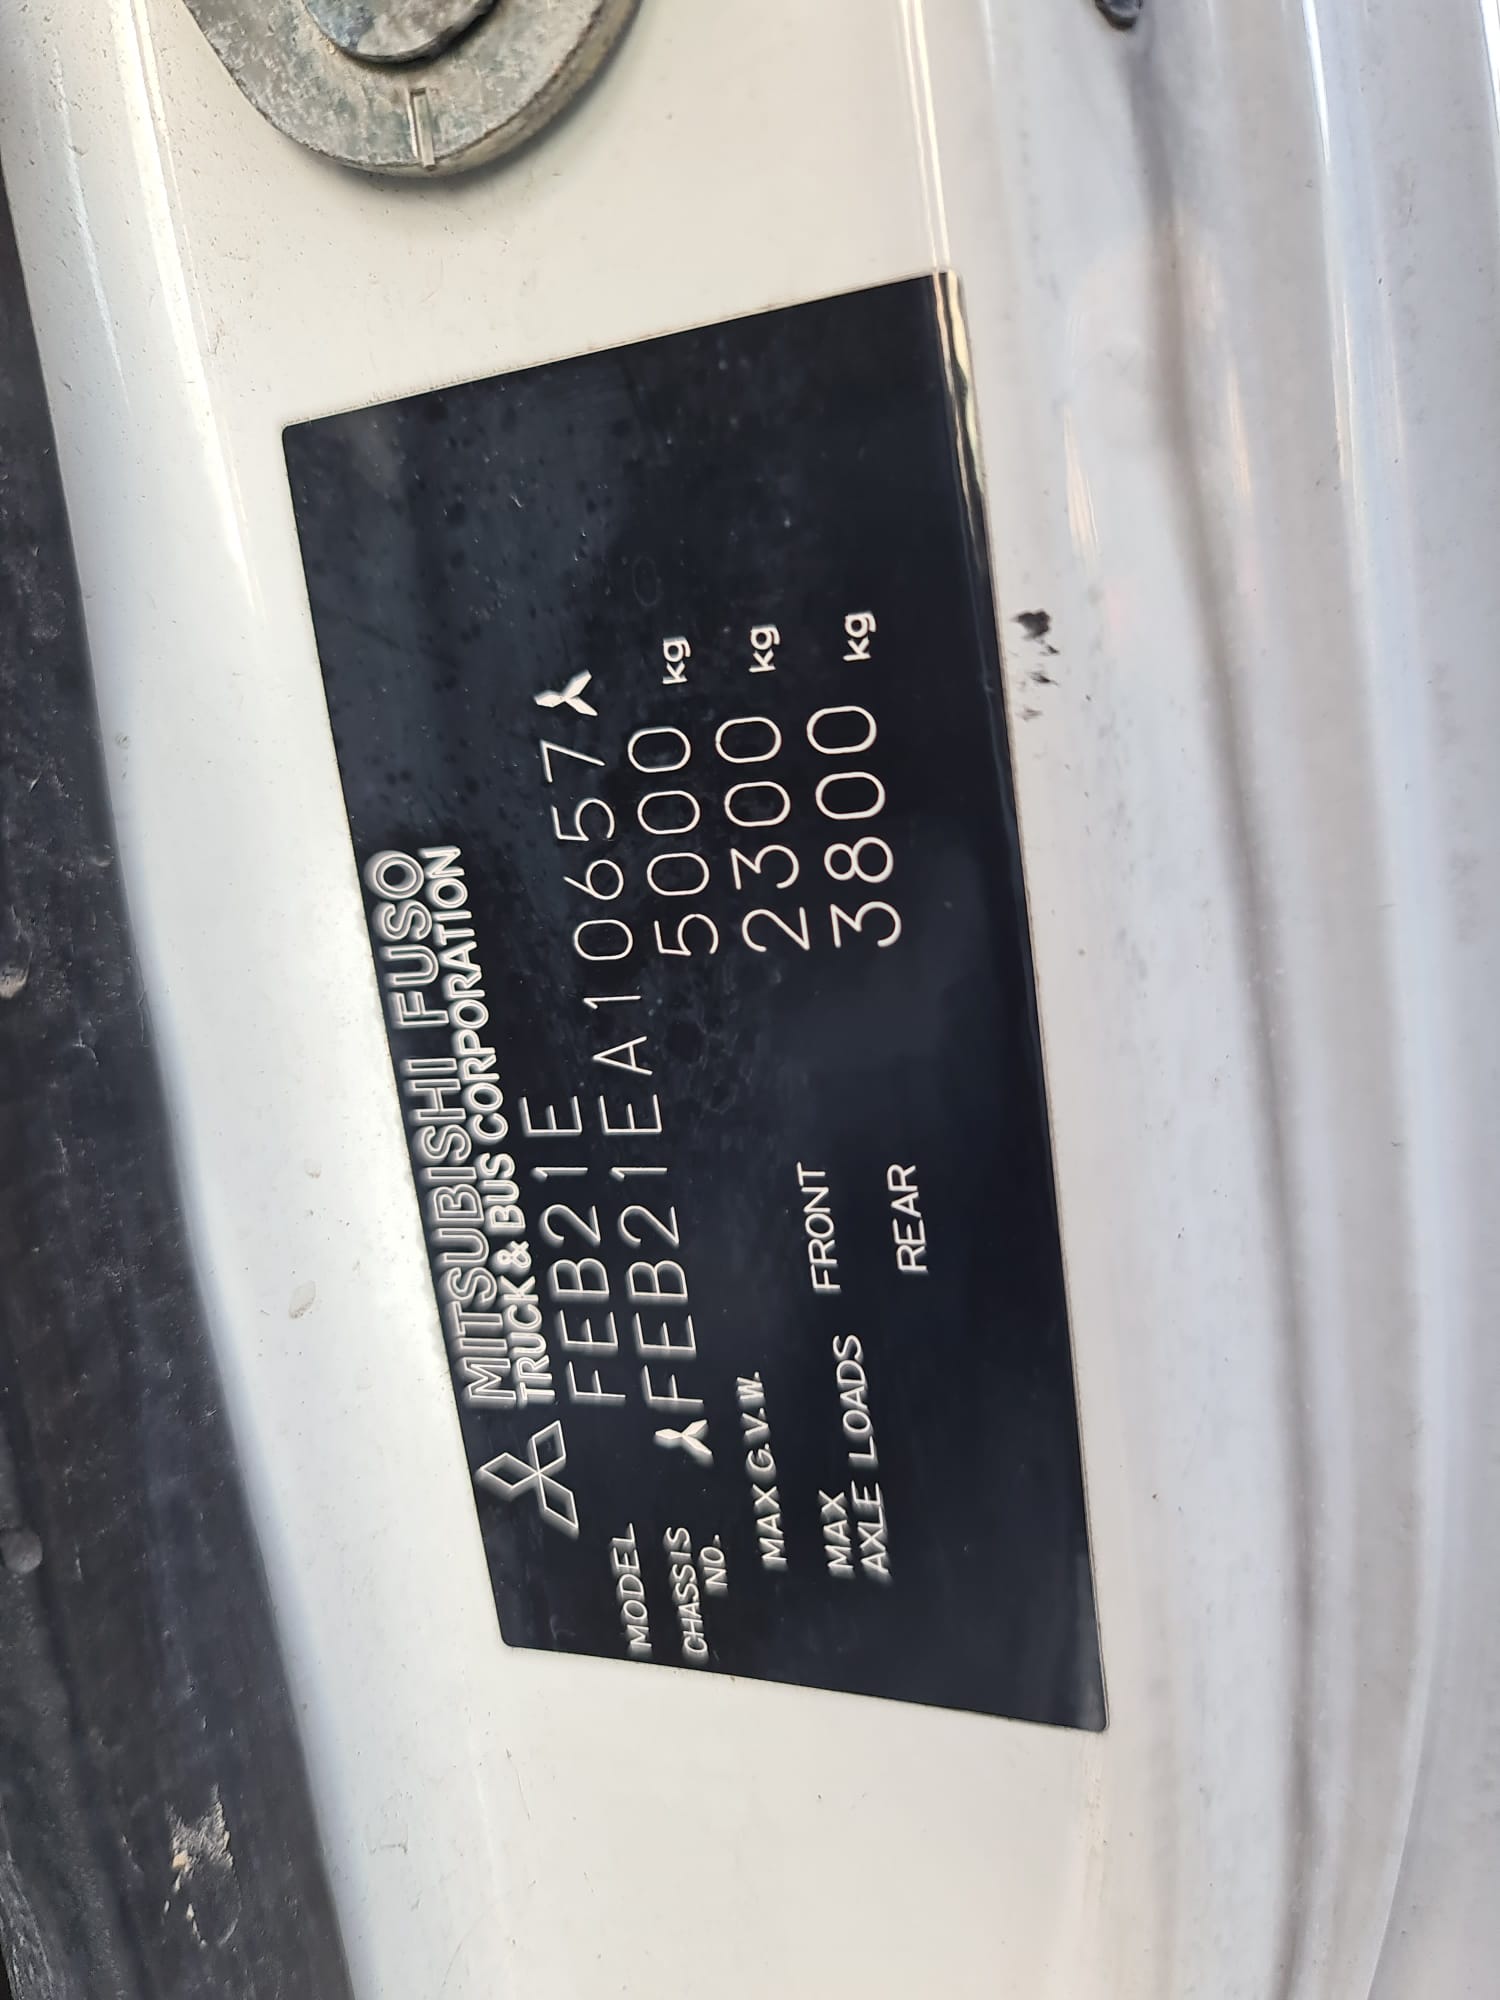 MITSUBISHI FUSO
TRUCK & BUS CORPORATION
MODEL FEB21E
CHASSIS NO. FEB21EA10657
MAX G.V.W. 5000 kg
MAX AXLE LOADS FRONT 2300 kg
REAR 3800 kg